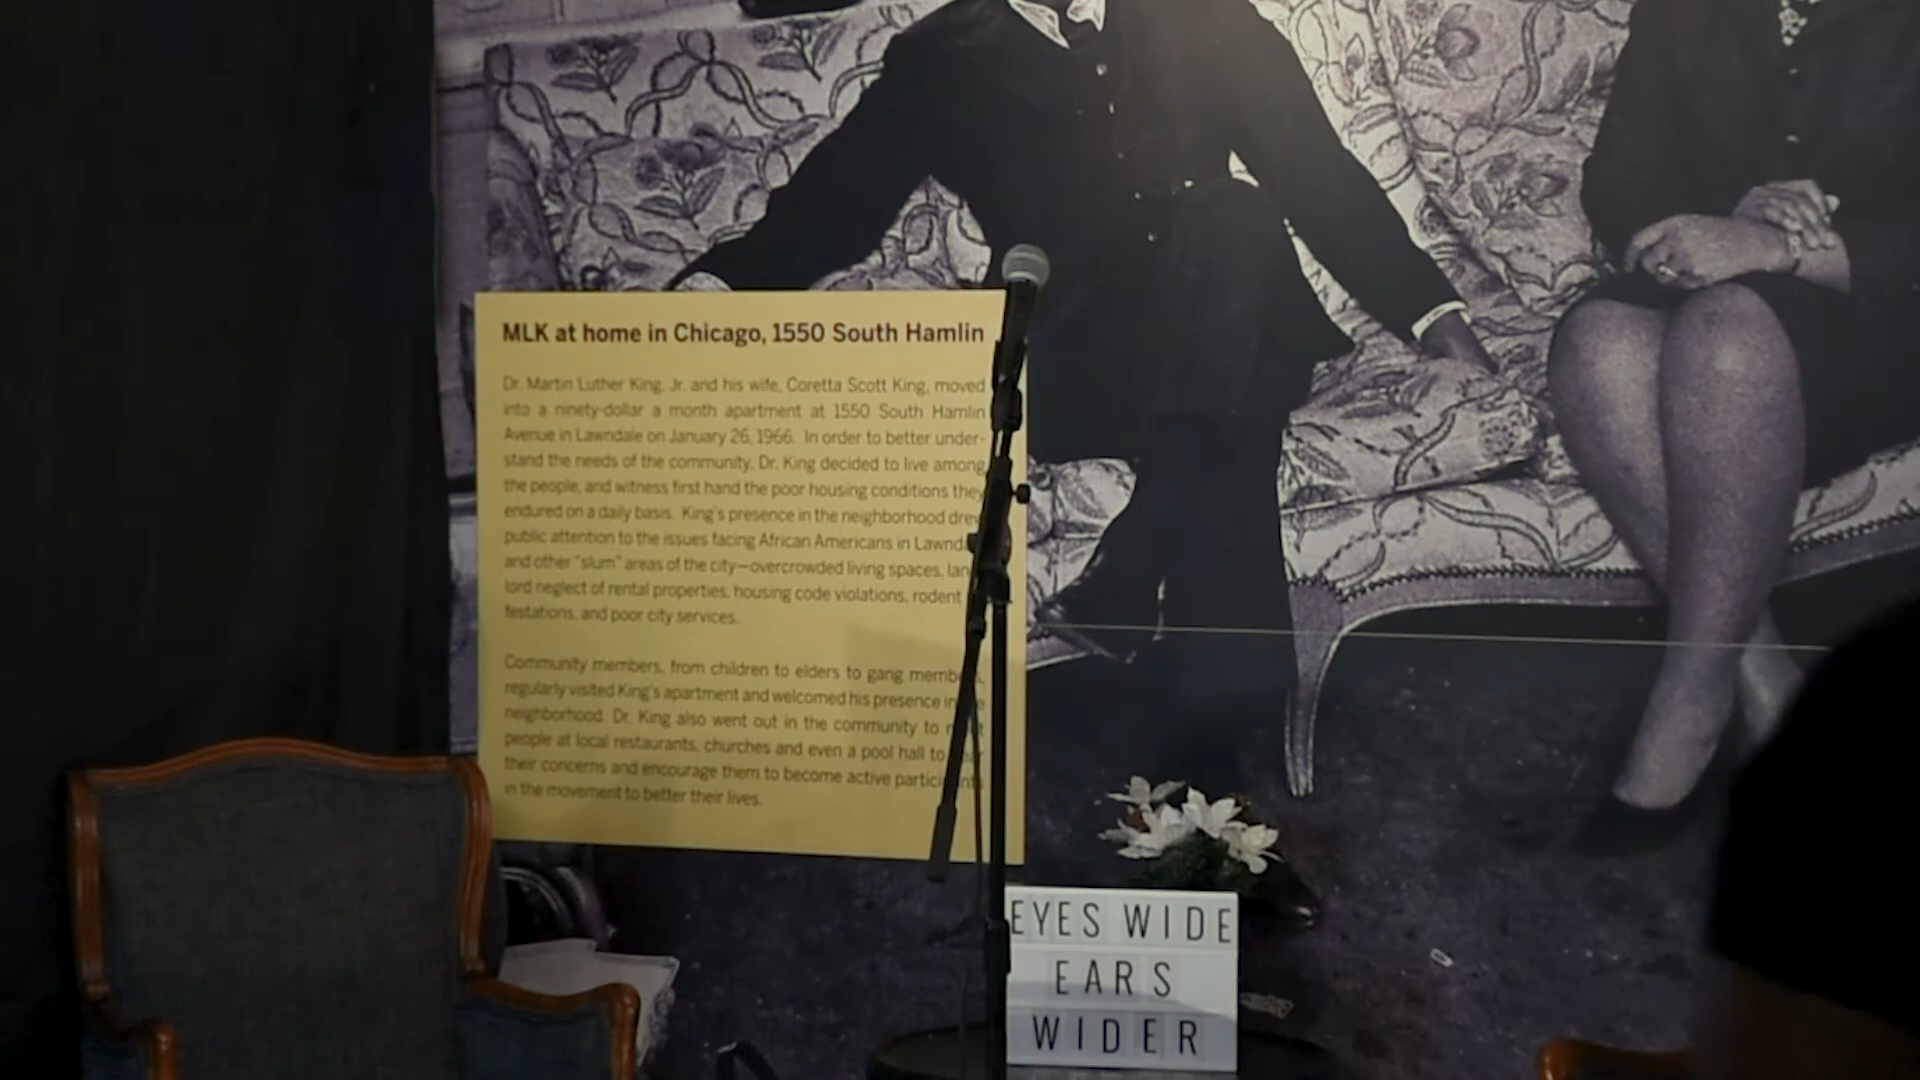 MLK at home in Chicago, 1550 South Hamlin
Dr. Martin Luther King, Jr. and his wife, Coretta Scott King, moved
into a ninety-dollar a month apartment at 1550 South Hamlin
Avenue in Lawndale on January 26, 1966. In order to better under-
stand the needs of the community, Dr. King decided to live among
the people, and witness first hand the poor housing conditions they
endured on a daily basis. King's presence in the neighborhood drew
public attention to the issues facing African Americans in Lawnd
and other "slum" areas of the city—overcrowded living spaces, lan
lord neglect of rental properties, housing code violations, rodent
festations, and poor city services.
Community members, from children to elders to gang membe
regularly visited King's apartment and welcomed his presence in
neighborhood. Dr. King also went out in the community to
people at local restaurants, churches and even a pool hall to
their concerns and encourage them to become active partici nts
in the movement to better their lives.
EYES WIDE
EARS
WIDER